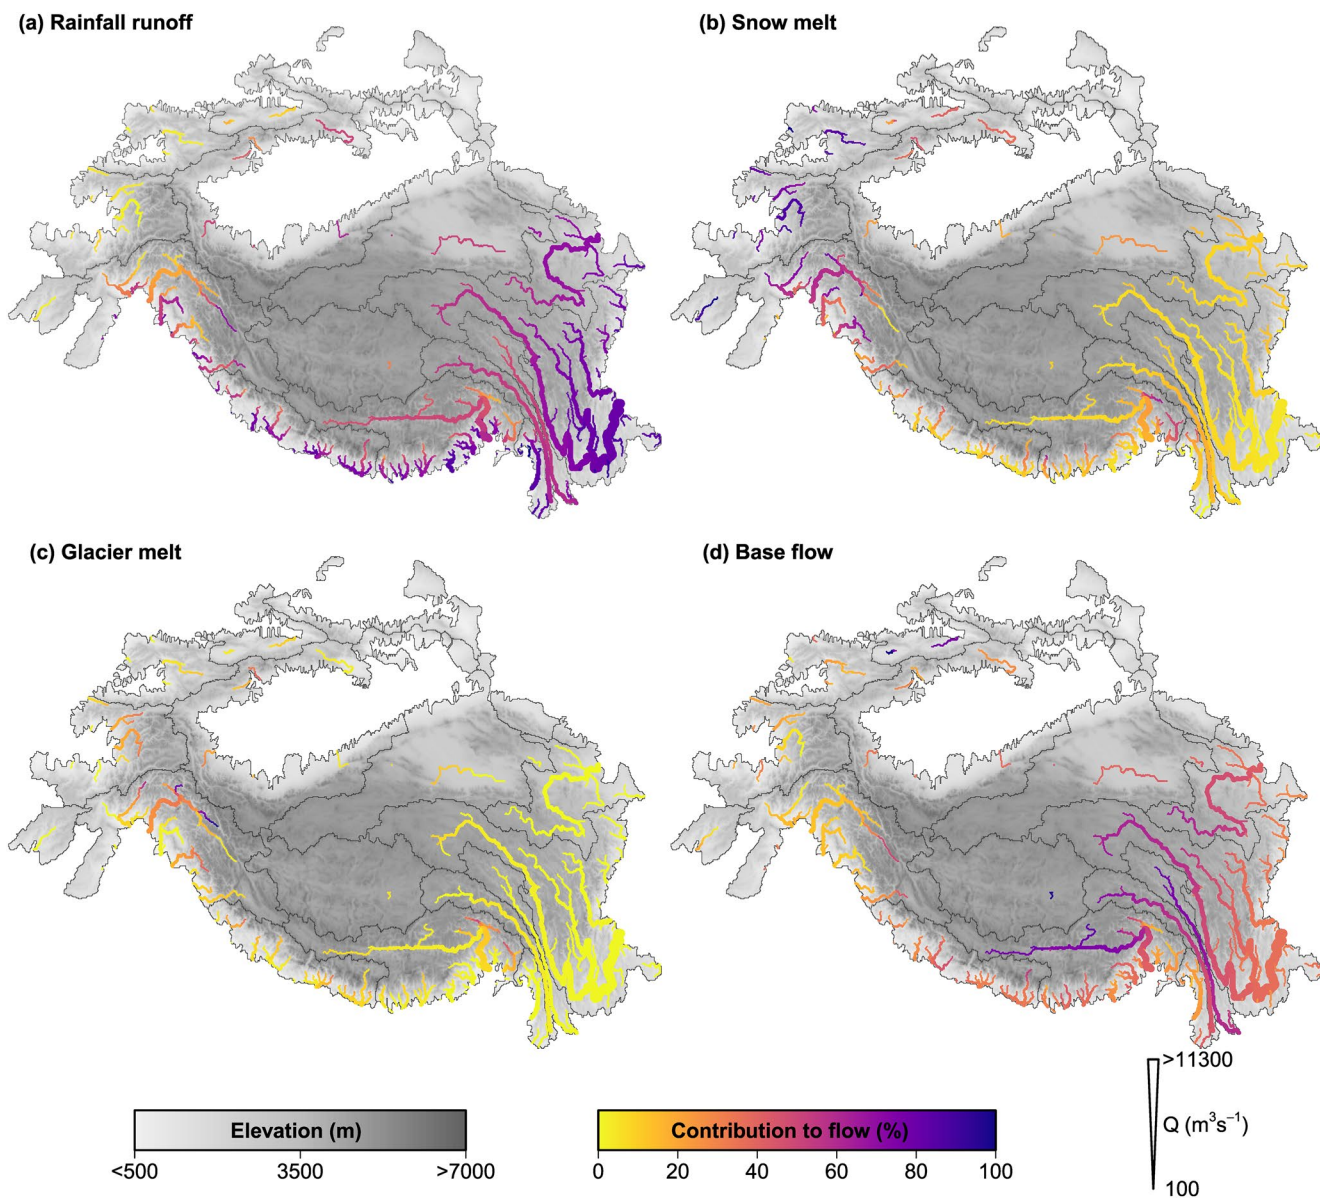 (a) Rainfall runoff
(b) Snow melt
(c) Glacier melt
(d) Base flow
>11300
Q (m³s⁻¹)
100
Elevation (m)
<500 3500 >7000
Contribution to flow (%)
0 20 40 60 80 100